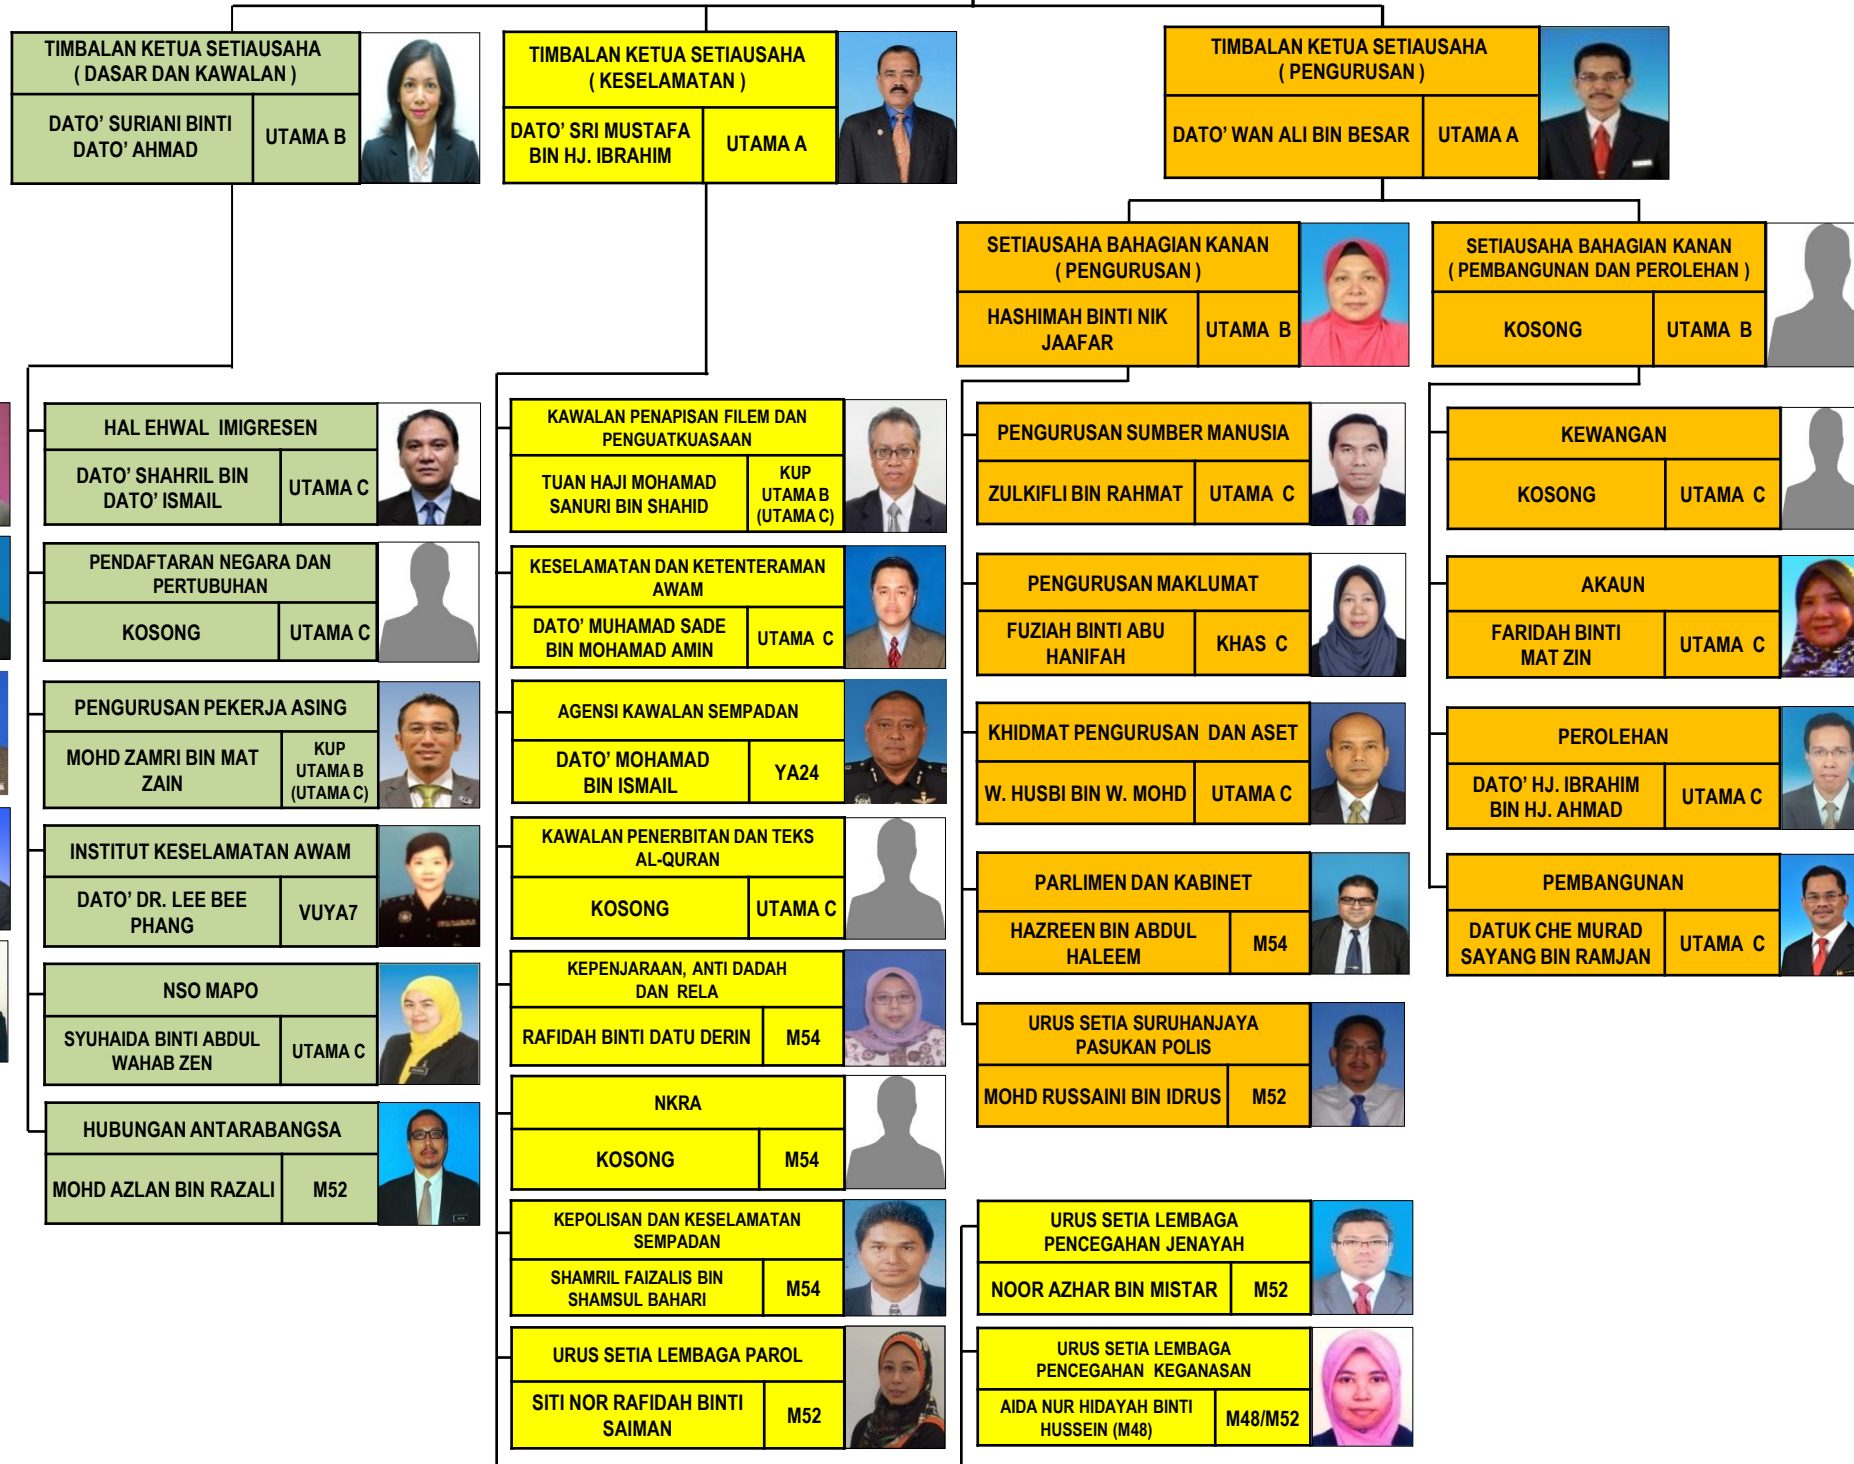 TIMBALAN KETUA SETIAUSAHA
( DASAR DAN KAWALAN )
DATO’ SURIANI BINTI
DATO’ AHMAD
UTAMA B
TIMBALAN KETUA SETIAUSAHA
( KESELAMATAN )
DATO’ SRI MUSTAFA
BIN HJ. IBRAHIM
UTAMA A
TIMBALAN KETUA SETIAUSAHA
( PENGURUSAN )
DATO’ WAN ALI BIN BESAR
UTAMA A
SETIAUSAHA BAHAGIAN KANAN
( PENGURUSAN )
HASHIMAH BINTI NIK
JAAFAR
UTAMA B
SETIAUSAHA BAHAGIAN KANAN
( PEMBANGUNAN DAN PEROLEHAN )
KOSONG
UTAMA B
HAL EHWAL IMIGRESEN
DATO’ SHAHRIL BIN
DATO’ ISMAIL
UTAMA C
PENDAFTARAN NEGARA DAN
PERTUBUHAN
KOSONG
UTAMA C
PENGURUSAN PEKERJA ASING
MOHD ZAMRI BIN MAT
ZAIN
KUP
UTAMA B
(UTAMA C)
INSTITUT KESELAMATAN AWAM
DATO’ DR. LEE BEE
PHANG
VUYA7
NSO MAPO
SYUHAIDA BINTI ABDUL
WAHAB ZEN
UTAMA C
HUBUNGAN ANTARABANGSA
MOHD AZLAN BIN RAZALI
M52
KAWALAN PENAPISAN FILEM DAN
PENGUATKUASAAN
TUAN HAJI MOHAMAD
SANURI BIN SHAHID
KUP
UTAMA B
(UTAMA C)
KESELAMATAN DAN KETENTERAMAN
AWAM
DATO’ MUHAMAD SADE
BIN MOHAMAD AMIN
UTAMA C
AGENSI KAWALAN SEMPADAN
DATO’ MOHAMAD
BIN ISMAIL
YA24
KAWALAN PENERBITAN DAN TEKS
AL-QURAN
KOSONG
UTAMA C
KEPENJARAAN, ANTI DADAH
DAN RELA
RAFIDAH BINTI DATU DERIN
M54
NKRA
KOSONG
M54
KEPOLISAN DAN KESELAMATAN
SEMPADAN
SHAMRIL FAIZALIS BIN
SHAMSUL BAHARI
M54
URUS SETIA LEMBAGA PAROL
SITI NOR RAFIDAH BINTI
SAIMAN
M52
PENGURUSAN SUMBER MANUSIA
ZULKIFLI BIN RAHMAT
UTAMA C
PENGURUSAN MAKLUMAT
FUZIAH BINTI ABU
HANIFAH
KHAS C
KHIDMAT PENGURUSAN DAN ASET
W. HUSBI BIN W. MOHD
UTAMA C
PARLIMEN DAN KABINET
HAZREEN BIN ABDUL
HALEEM
M54
URUS SETIA SURUHANJAYA
PASUKAN POLIS
MOHD RUSSAINI BIN IDRUS
M52
URUS SETIA LEMBAGA
PENCEGAHAN JENAYAH
NOOR AZHAR BIN MISTAR
M52
URUS SETIA LEMBAGA
PENCEGAHAN KEGANASAN
AIDA NUR HIDAYAH BINTI
HUSSEIN (M48)
M48/M52
KEWANGAN
KOSONG
UTAMA C
AKAUN
FARIDAH BINTI
MAT ZIN
UTAMA C
PEROLEHAN
DATO’ HJ. IBRAHIM
BIN HJ. AHMAD
UTAMA C
PEMBANGUNAN
DATUK CHE MURAD
SAYANG BIN RAMJAN
UTAMA C